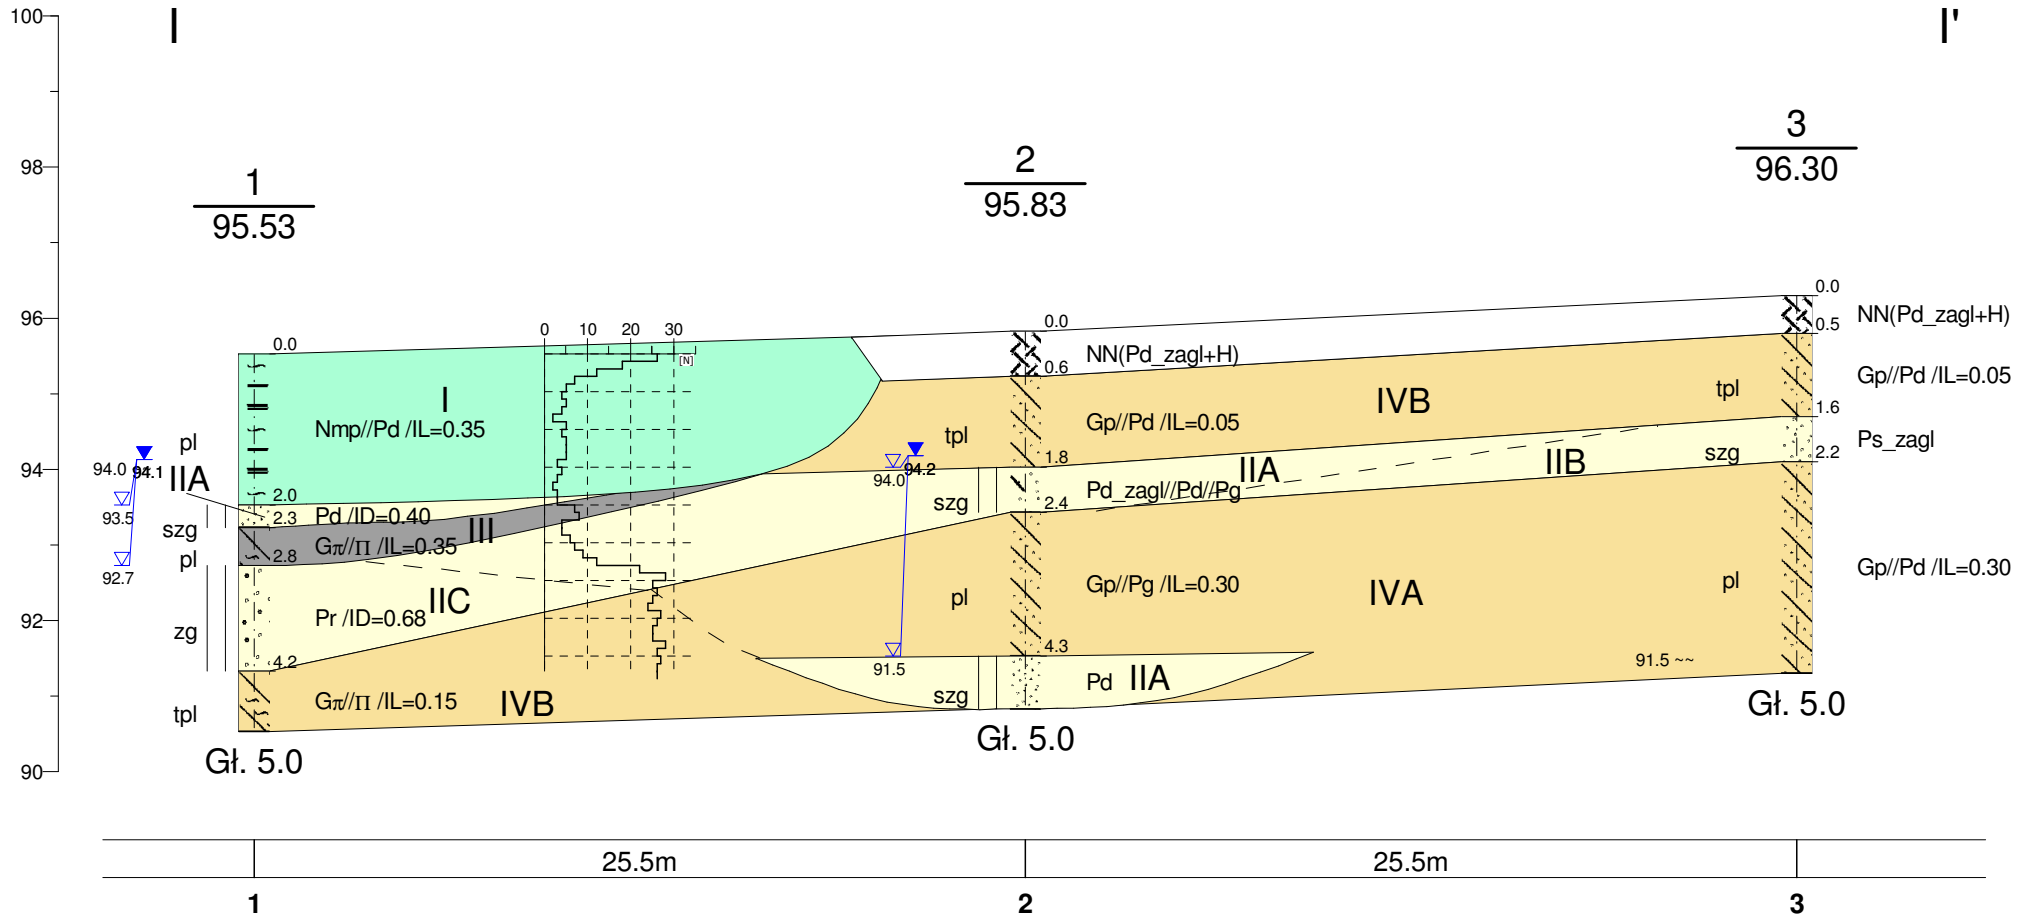 100
I
I'
98
96
94
92
90
1
95.53
2
95.83
3
96.30
0 10 20 30
[N]
0.0
2.0
2.3
2.8
4.2
I
Nmp//Pd /IL=0.35
pl
94.0
94.1
IIA
93.5
92.7
szg
pl
zg
tpl
Pd /ID=0.40
III
Gπ//Π /IL=0.35
IIC
Pr /ID=0.68
Gπ//Π /IL=0.15
IVB
Gł. 5.0
0.0
0.6
1.8
2.4
4.3
NN(Pd_zagl+H)
tpl
Gp//Pd /IL=0.05
IVB
94.0
94.2
szg
Pd_zagl//Pd//Pg
IIA
IIB
pl
Gp//Pg /IL=0.30
IVA
91.5
szg
Pd
IIA
Gł. 5.0
0.0
0.5
1.6
2.2
NN(Pd_zagl+H)
tpl
Gp//Pd /IL=0.05
szg
Ps_zagl
pl
Gp//Pd /IL=0.30
91.5 ~~
Gł. 5.0
25.5m
25.5m
1
2
3